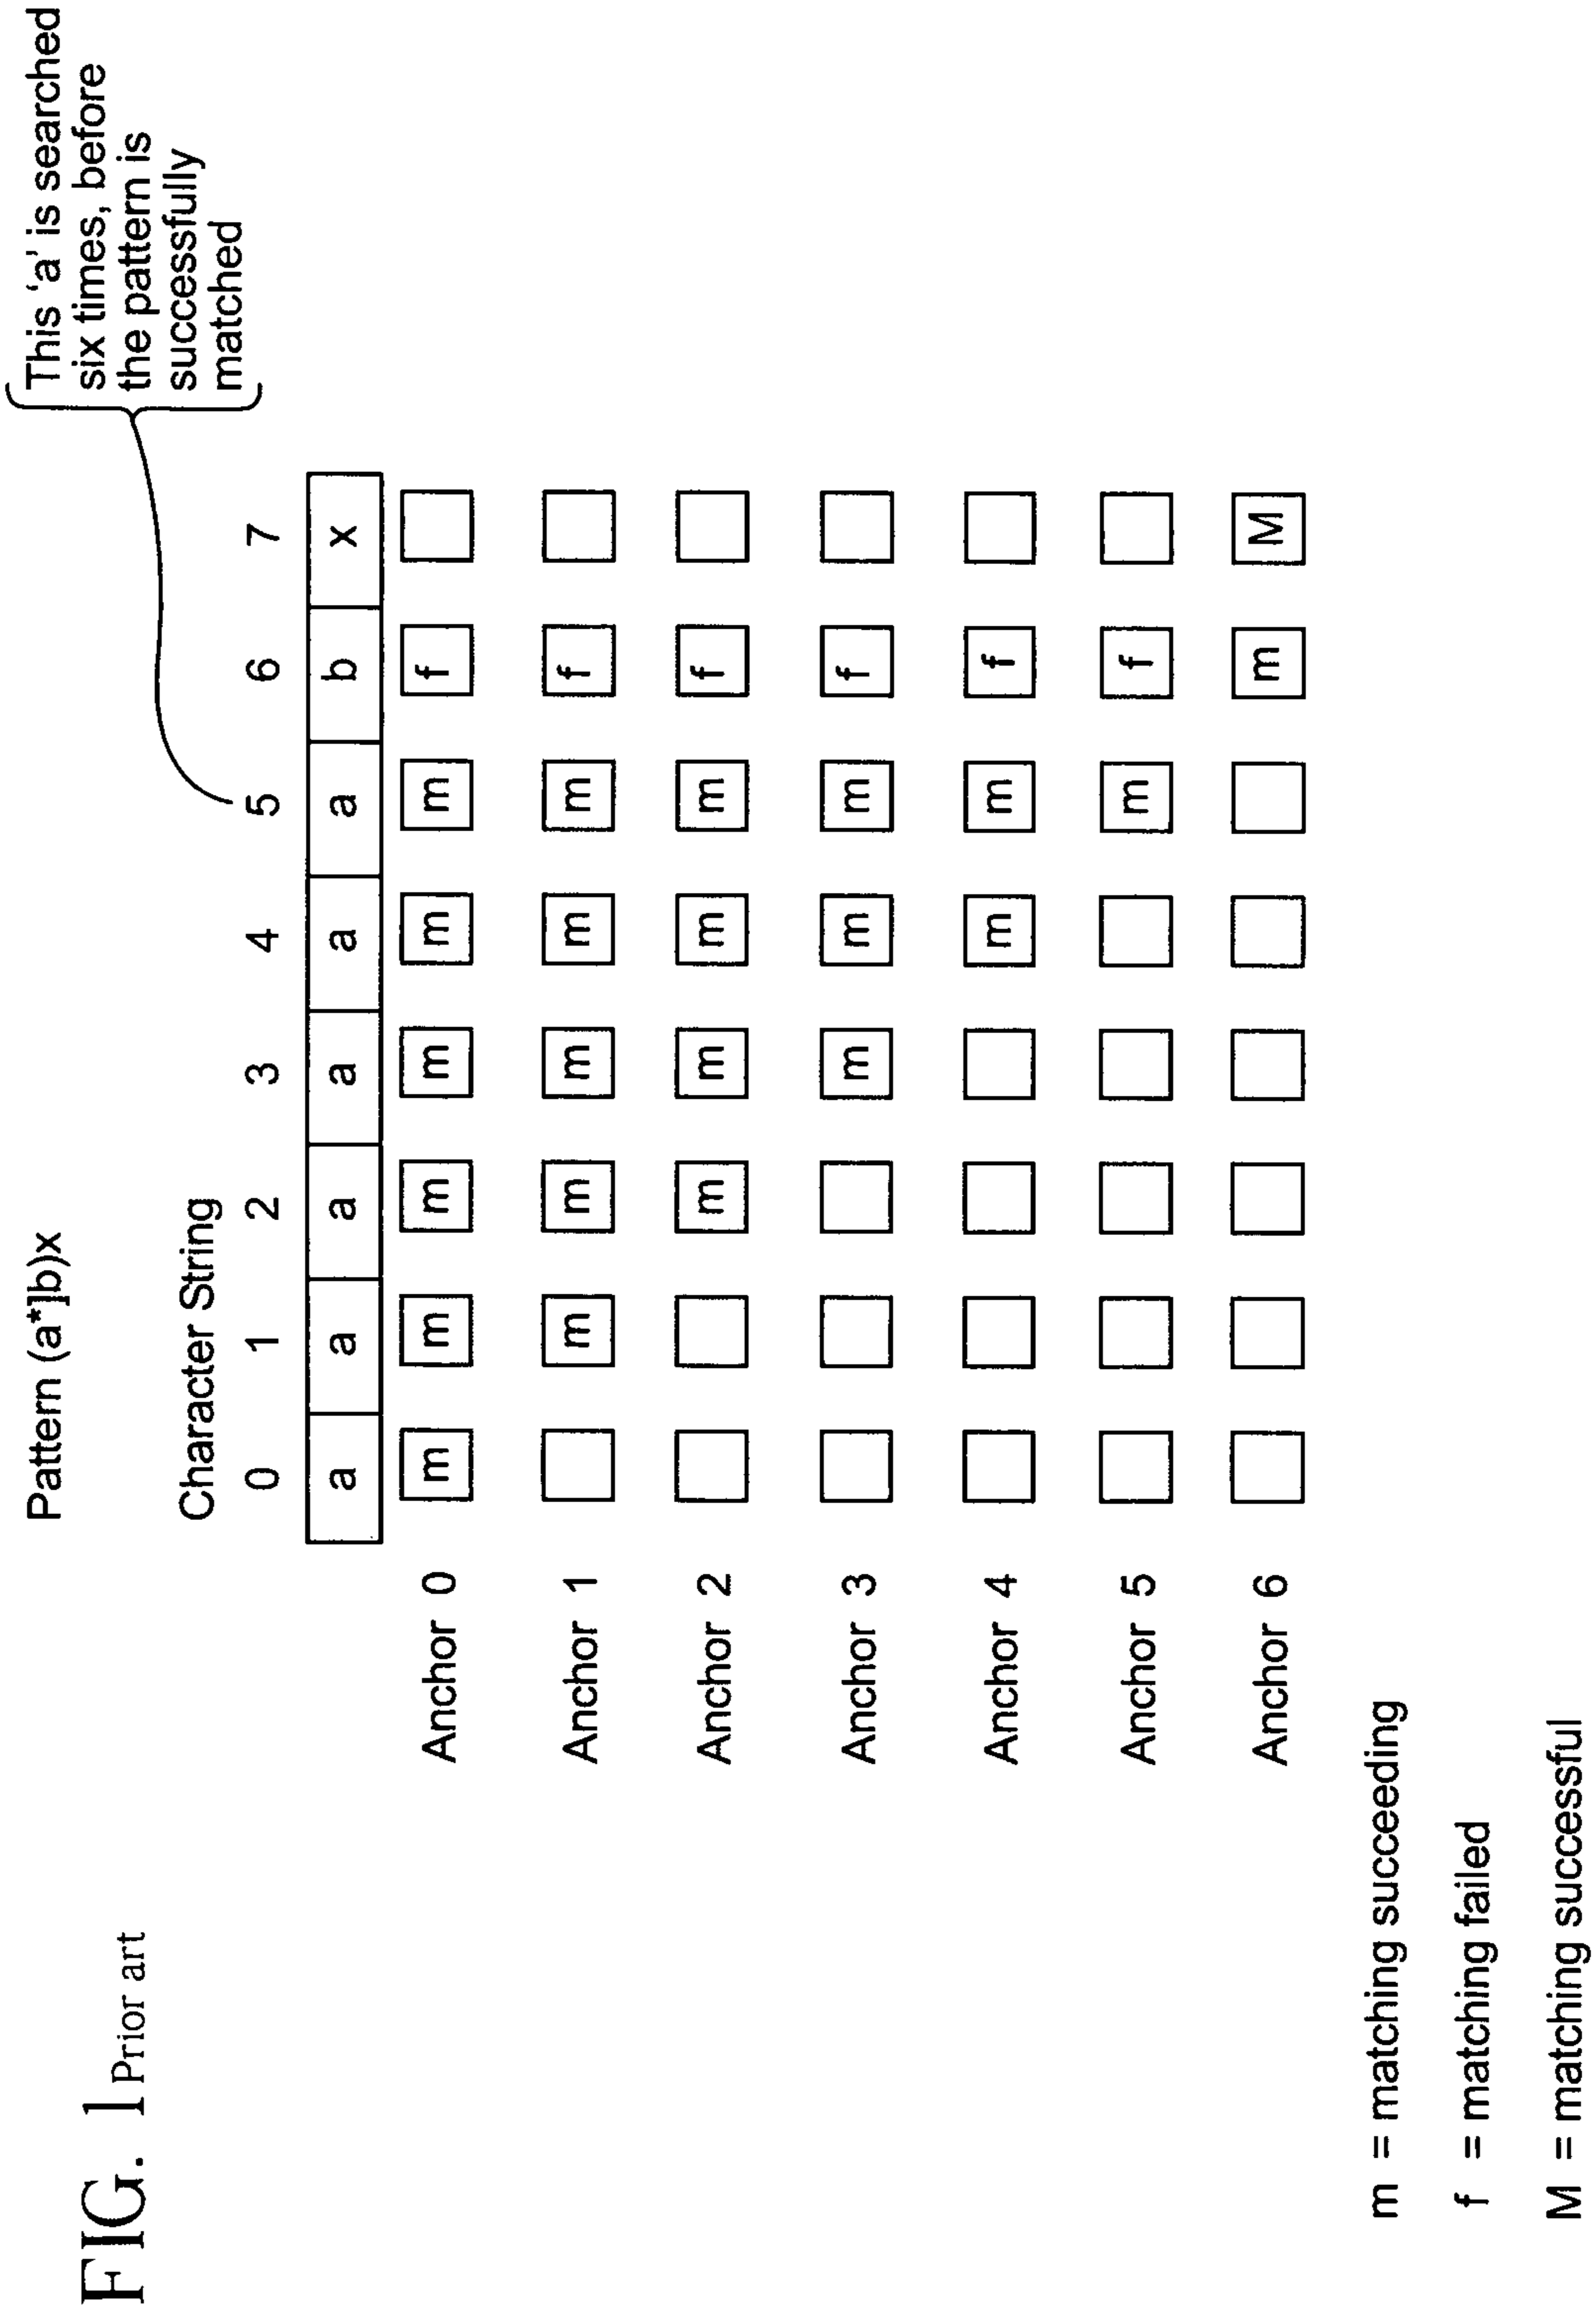 FIG. 1 Prior art
Pattern (a*]b)x
This 'a' is searched
six times, before
the pattern is
successfully
matched
Character String
0 1 2 3 4 5 6 7
a a a a a a b x
Anchor 0 m m m m m m f
Anchor 1 m m m m m f
Anchor 2 m m m m f
Anchor 3 m m m f
Anchor 4 m m f
Anchor 5 m f
Anchor 6 m M
m = matching succeeding
f = matching failed
M = matching successful